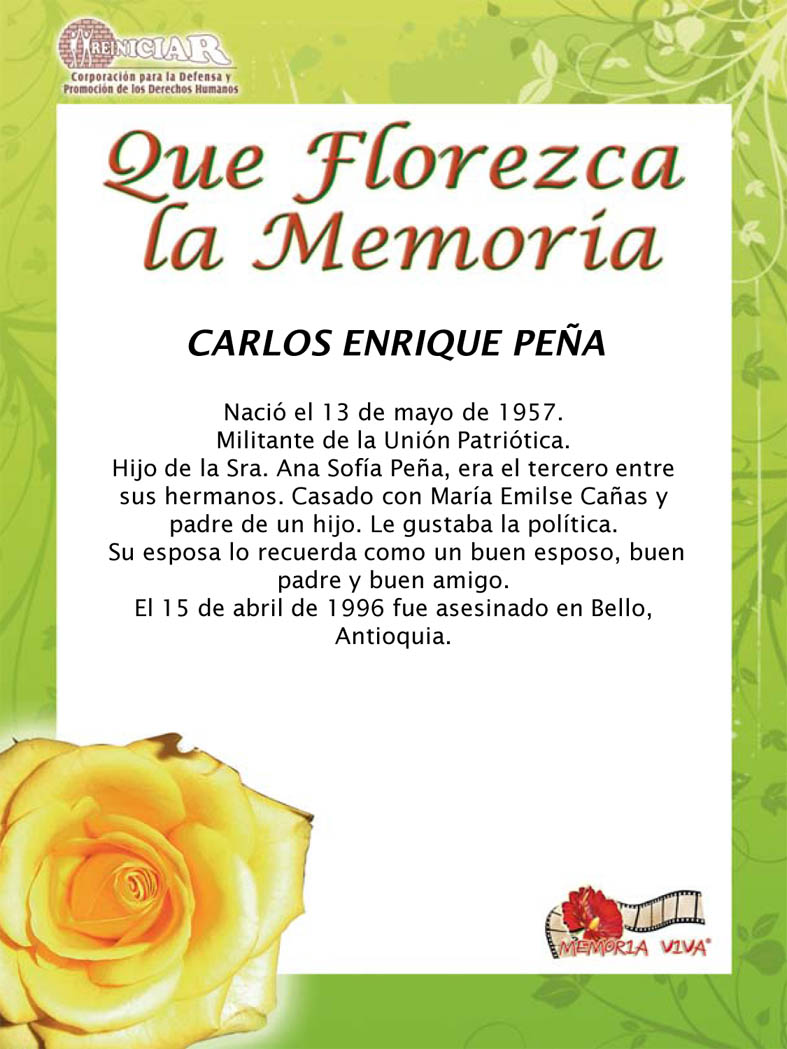 REINICIAR
Corporación para la Defensa y
Promoción de los Derechos Humanos
Que Florezca
la Memoria
CARLOS ENRIQUE PEÑA
Nació el 13 de mayo de 1957.
Militante de la Unión Patriótica.
Hijo de la Sra. Ana Sofía Peña, era el tercero entre
sus hermanos. Casado con María Emilse Cañas y
padre de un hijo. Le gustaba la política.
Su esposa lo recuerda como un buen esposo, buen
padre y buen amigo.
El 15 de abril de 1996 fue asesinado en Bello,
Antioquia.
MEMORIA VIVA